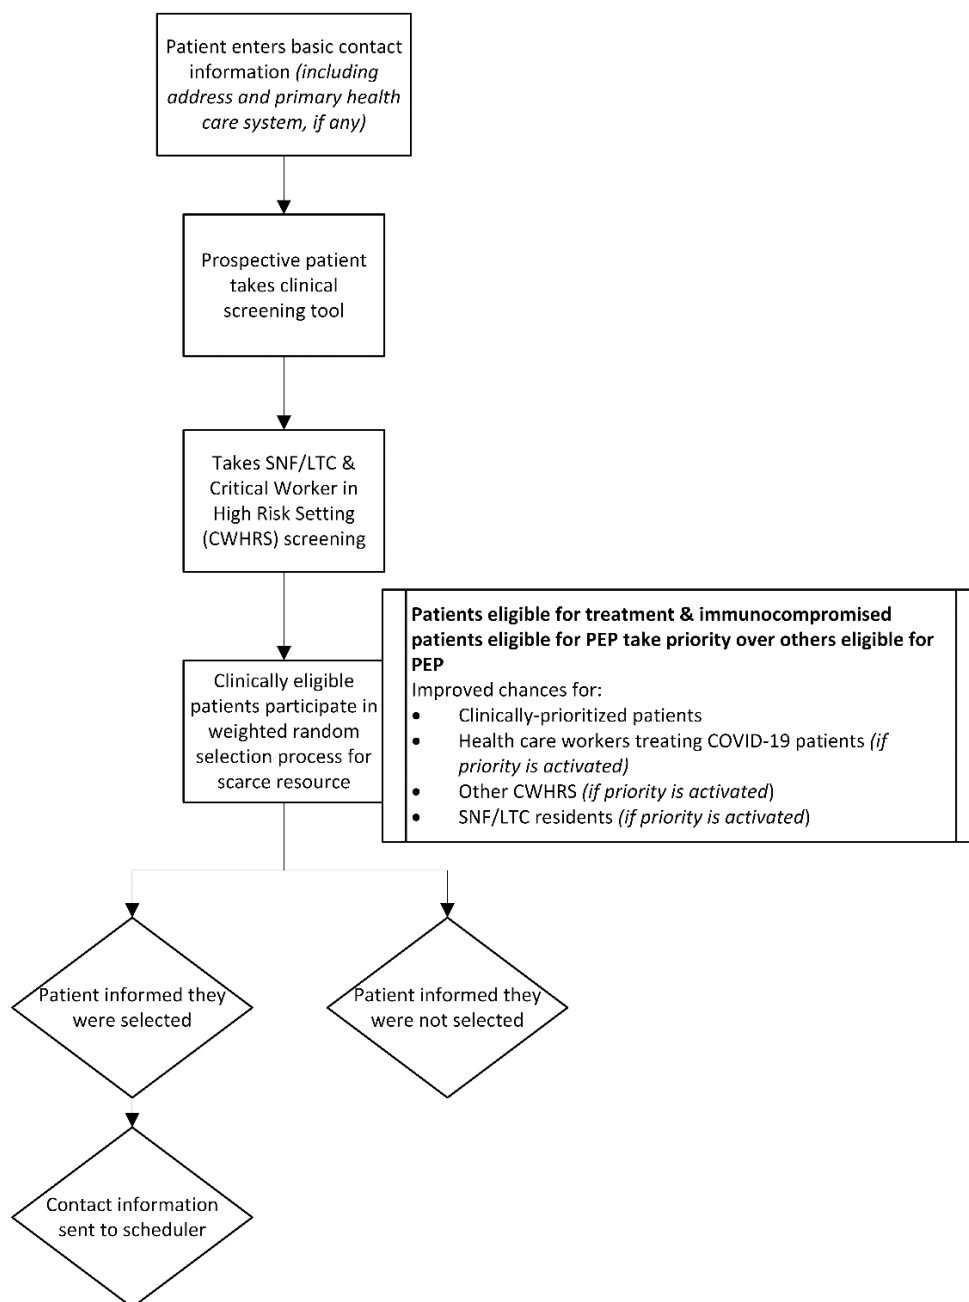 Patient enters basic contact
information (including
address and primary health
care system, if any)
Prospective patient
takes clinical
screening tool
Takes SNF/LTC &
Critical Worker in
High Risk Setting
(CWHRS) screening
Clinically eligible
patients participate in
weighted random
selection process for
scarce resource
Patients eligible for treatment & immunocompromised
patients eligible for PEP take priority over others eligible for
PEP
Improved chances for:
• Clinically-prioritized patients
• Health care workers treating COVID-19 patients (if
priority is activated)
• Other CWHRS (if priority is activated)
• SNF/LTC residents (if priority is activated)
Patient informed they
were selected
Patient informed they
were not selected
Contact information
sent to scheduler